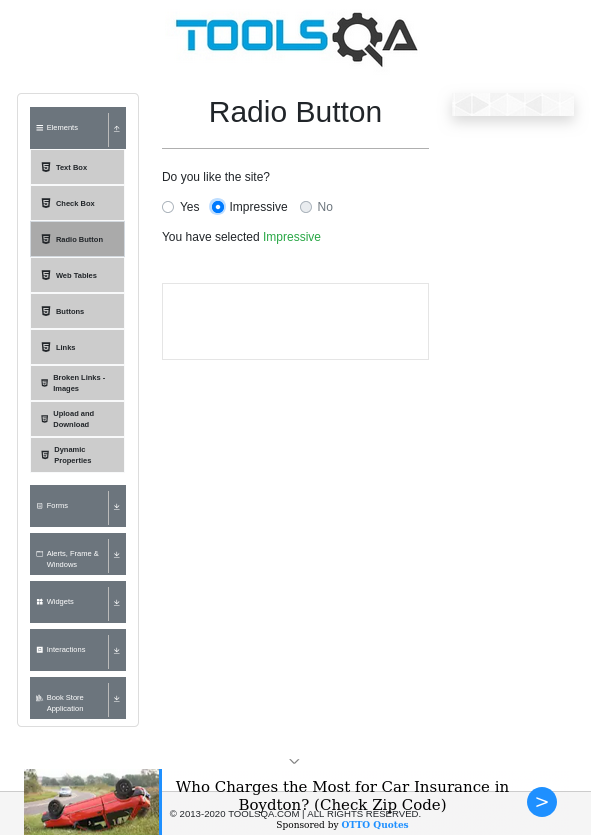 TOOLSQA
Elements
Text Box
Check Box
Radio Button
Web Tables
Buttons
Links
Broken Links -
Images
Upload and
Download
Dynamic
Properties
Forms
Alerts, Frame &
Windows
Widgets
Interactions
Book Store
Application
Radio Button
Do you like the site?
Yes
Impressive
No
You have selected Impressive
Who Charges the Most for Car Insurance in
Boydton? (Check Zip Code)
© 2013-2020 TOOLSQA.COM | ALL RIGHTS RESERVED.
Sponsored by OTTO Quotes